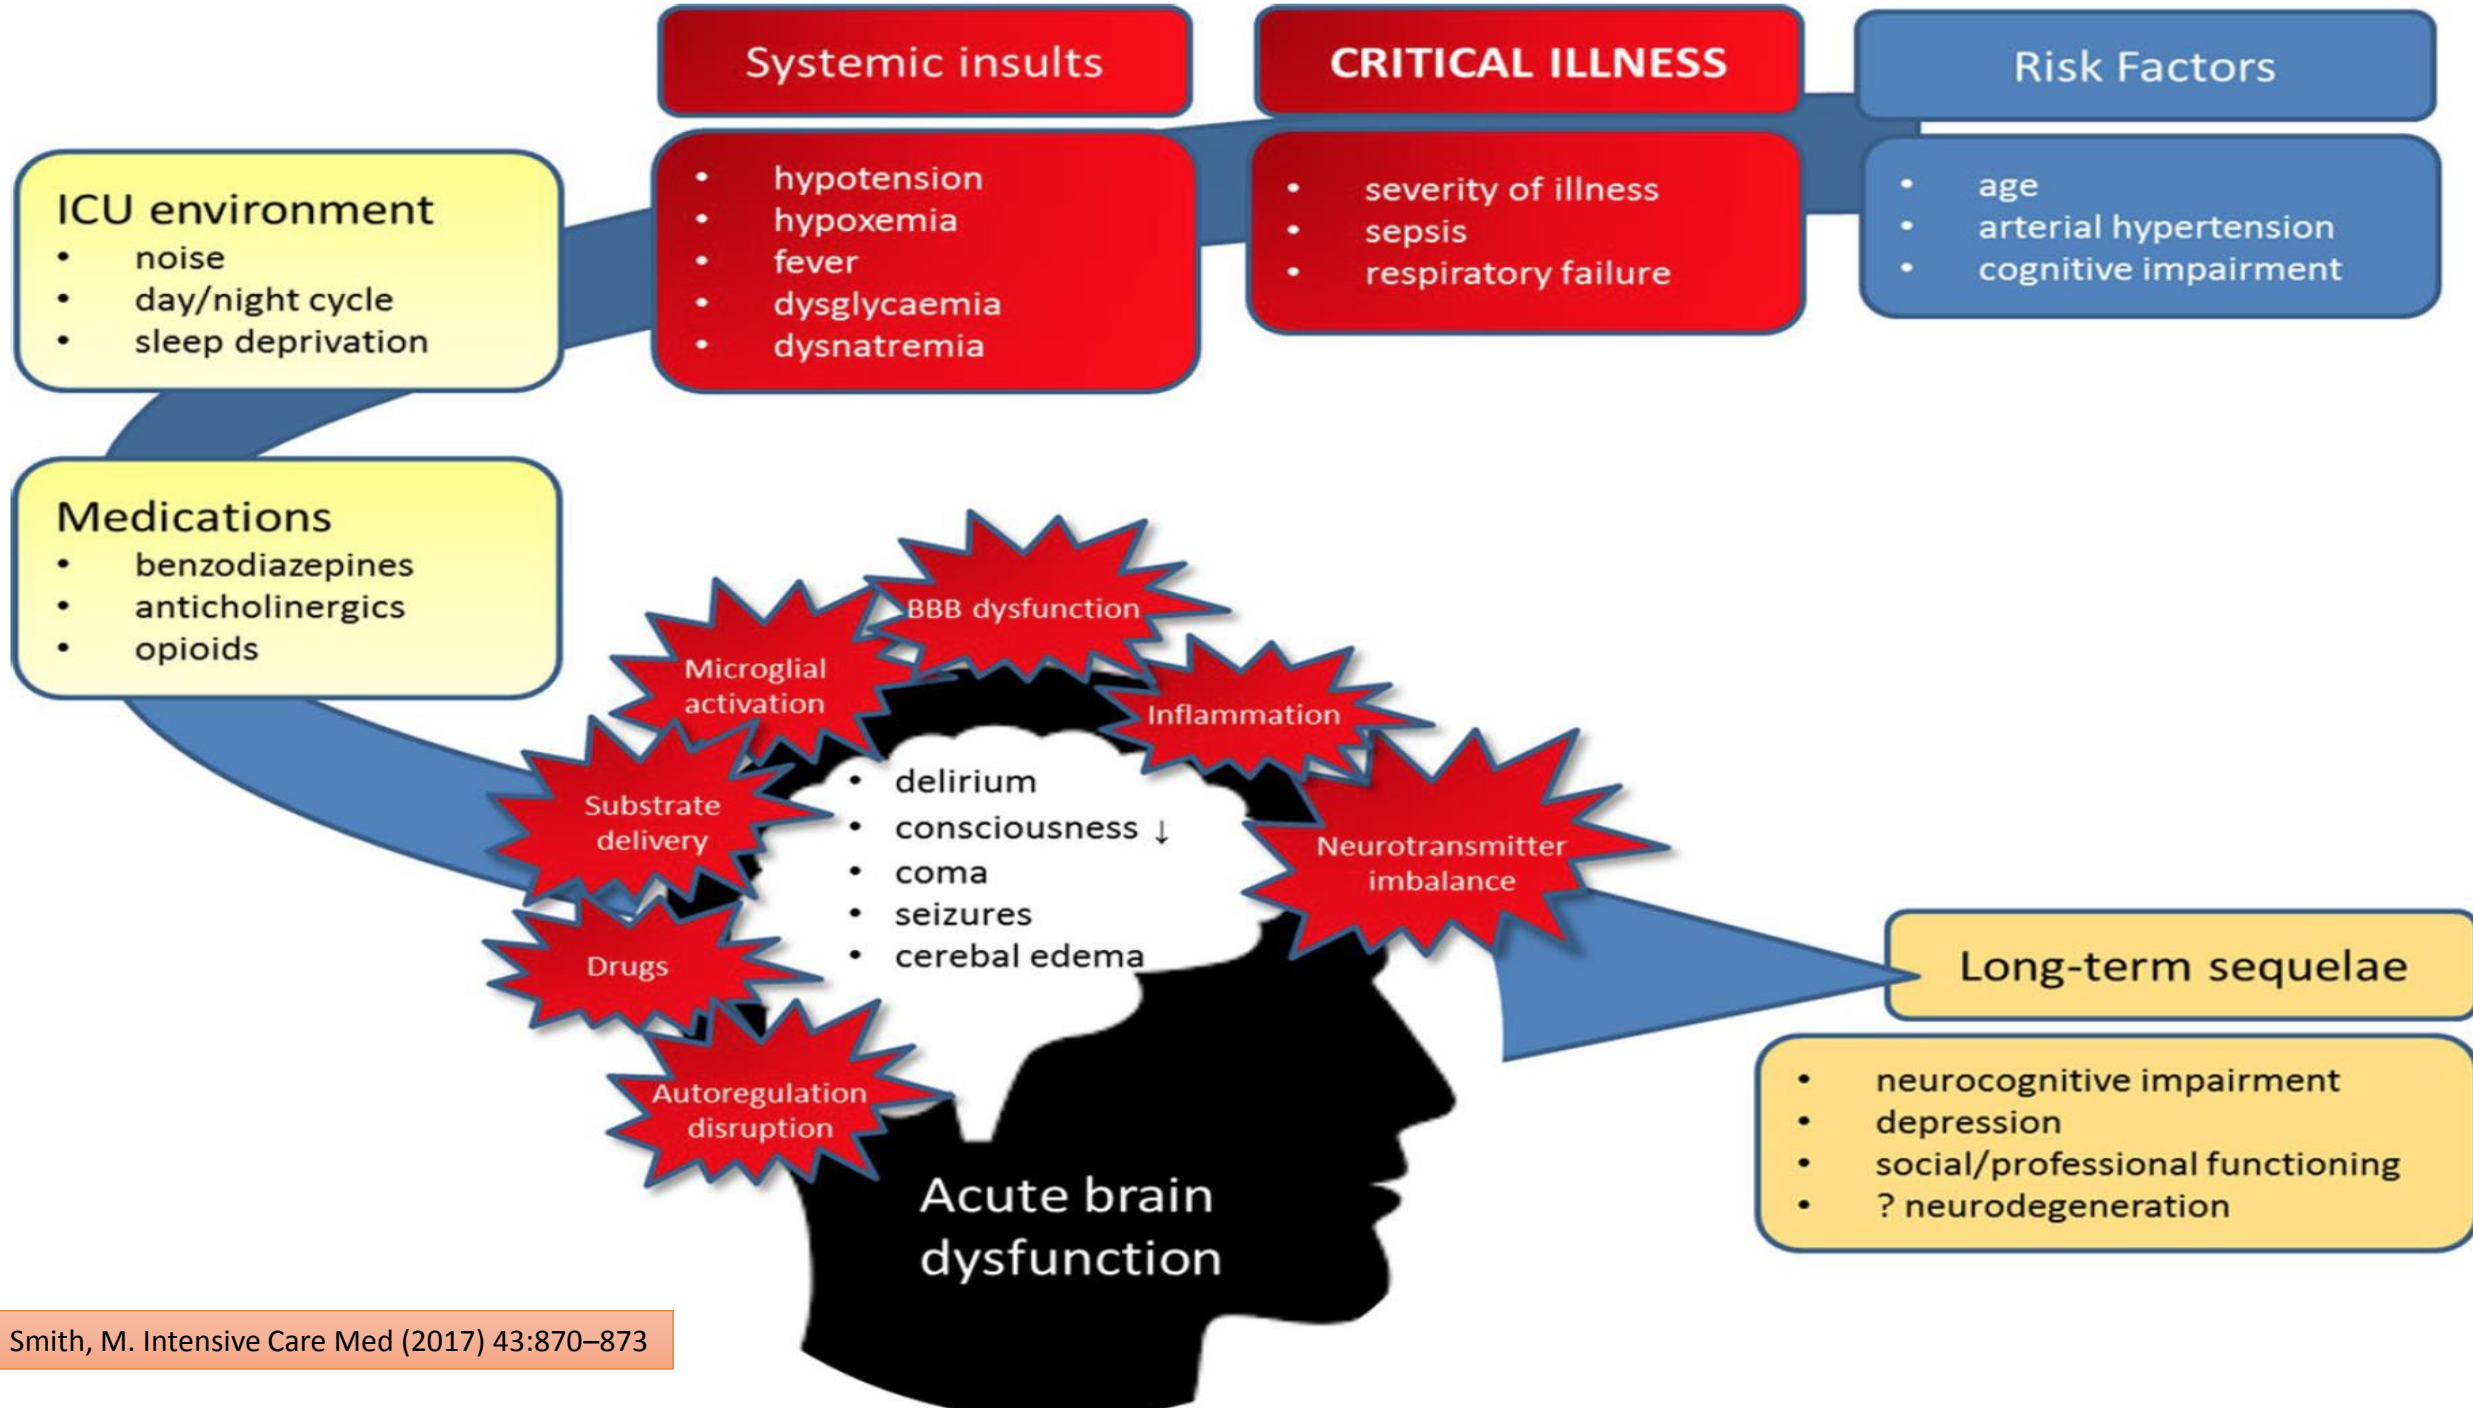 Systemic insults
CRITICAL ILLNESS
Risk Factors
ICU environment
• noise
• day/night cycle
• sleep deprivation
• hypotension
• hypoxemia
• fever
• dysglycaemia
• dysnatremia
• severity of illness
• sepsis
• respiratory failure
• age
• arterial hypertension
• cognitive impairment
Medications
• benzodiazepines
• anticholinergics
• opioids
BBB dysfunction
Microglial
activation
Inflammation
Substrate
delivery
Neurotransmitter
imbalance
Drugs
Autoregulation
disruption
• delirium
• consciousness ↓
• coma
• seizures
• cerebal edema
Acute brain
dysfunction
Long-term sequelae
• neurocognitive impairment
• depression
• social/professional functioning
• ? neurodegeneration
Smith, M. Intensive Care Med (2017) 43:870–873